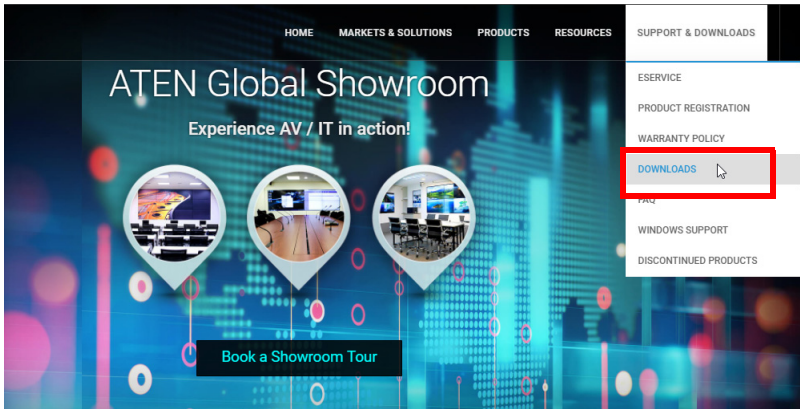 HOME MARKETS & SOLUTIONS PRODUCTS RESOURCES SUPPORT & DOWNLOADS
ATEN Global Showroom
Experience AV / IT in action!
Book a Showroom Tour
ESERVICE
PRODUCT REGISTRATION
WARRANTY POLICY
DOWNLOADS
FAQ
WINDOWS SUPPORT
DISCONTINUED PRODUCTS